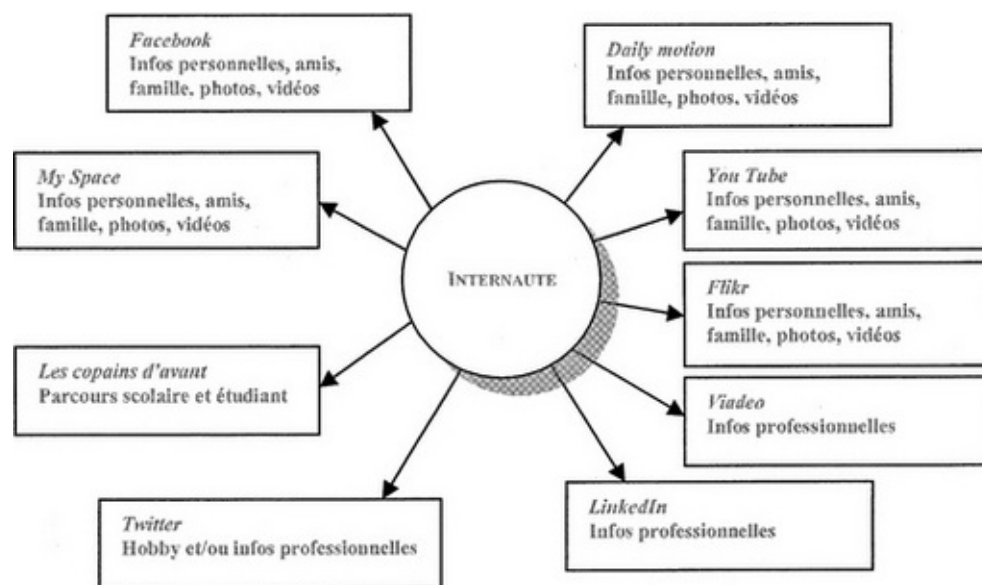 Facebook
Infos personnelles, amis,
famille, photos, vidéos
Daily motion
Infos personnelles, amis,
famille, photos, vidéos
My Space
Infos personnelles, amis,
famille, photos, vidéos
You Tube
Infos personnelles, amis,
famille, photos, vidéos
INTERNAUTE
Flikr
Infos personnelles, amis,
famille, photos, vidéos
Les copains d'avant
Parcours scolaire et étudiant
Viadeo
Infos professionnelles
Twitter
Hobby et/ou infos professionnelles
LinkedIn
Infos professionnelles